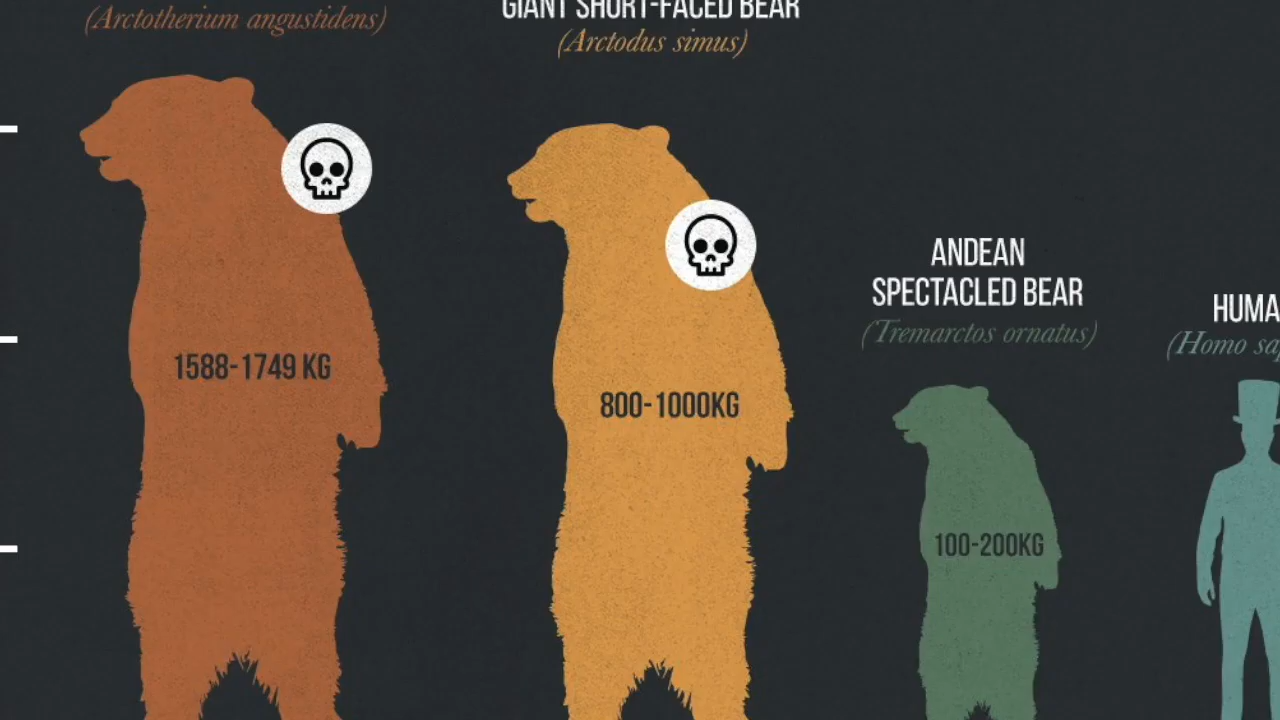 (Arctotherium angustidens)
GIANT SHORT-FACED BEAR
(Arctodus simus)
1588-1749 KG
800-1000KG
ANDEAN
SPECTACLED BEAR
(Tremarctos ornatus)
100-200KG
HUMA
(Homo sa